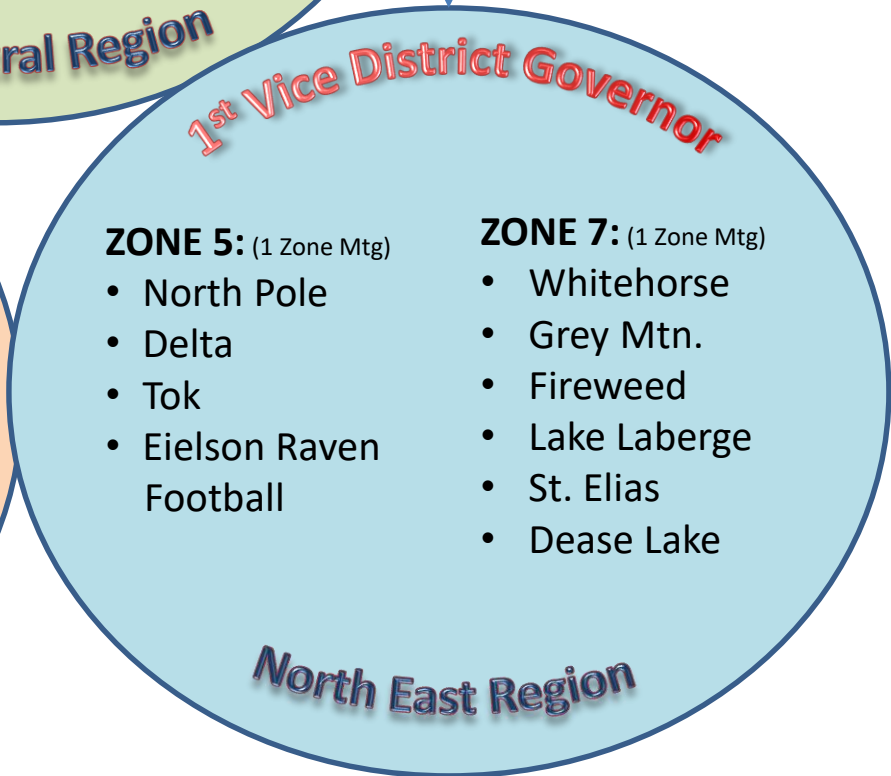 ral Region
1st Vice District Governor
ZONE 5: (1 Zone Mtg)
• North Pole
• Delta
• Tok
• Eielson Raven
Football
ZONE 7: (1 Zone Mtg)
• Whitehorse
• Grey Mtn.
• Fireweed
• Lake Laberge
• St. Elias
• Dease Lake
North East Region